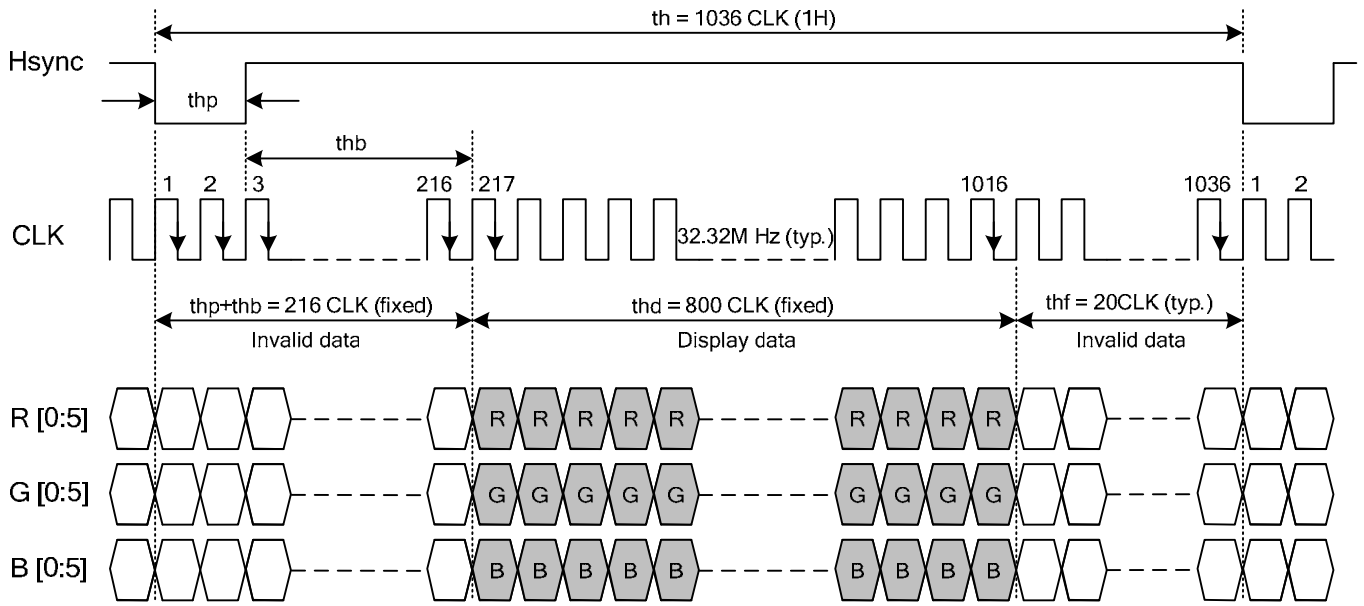 th = 1036 CLK (1H)
Hsync
thp
thb
1 2 3 216 217 1016 1036 1 2
CLK
32.32M Hz (typ.)
thp+thb = 216 CLK (fixed) thd = 800 CLK (fixed) thf = 20CLK (typ.)
Invalid data Display data Invalid data
R [0:5] R R R R R R R R R
G [0:5] G G G G G G G G G
B [0:5] B B B B B B B B B